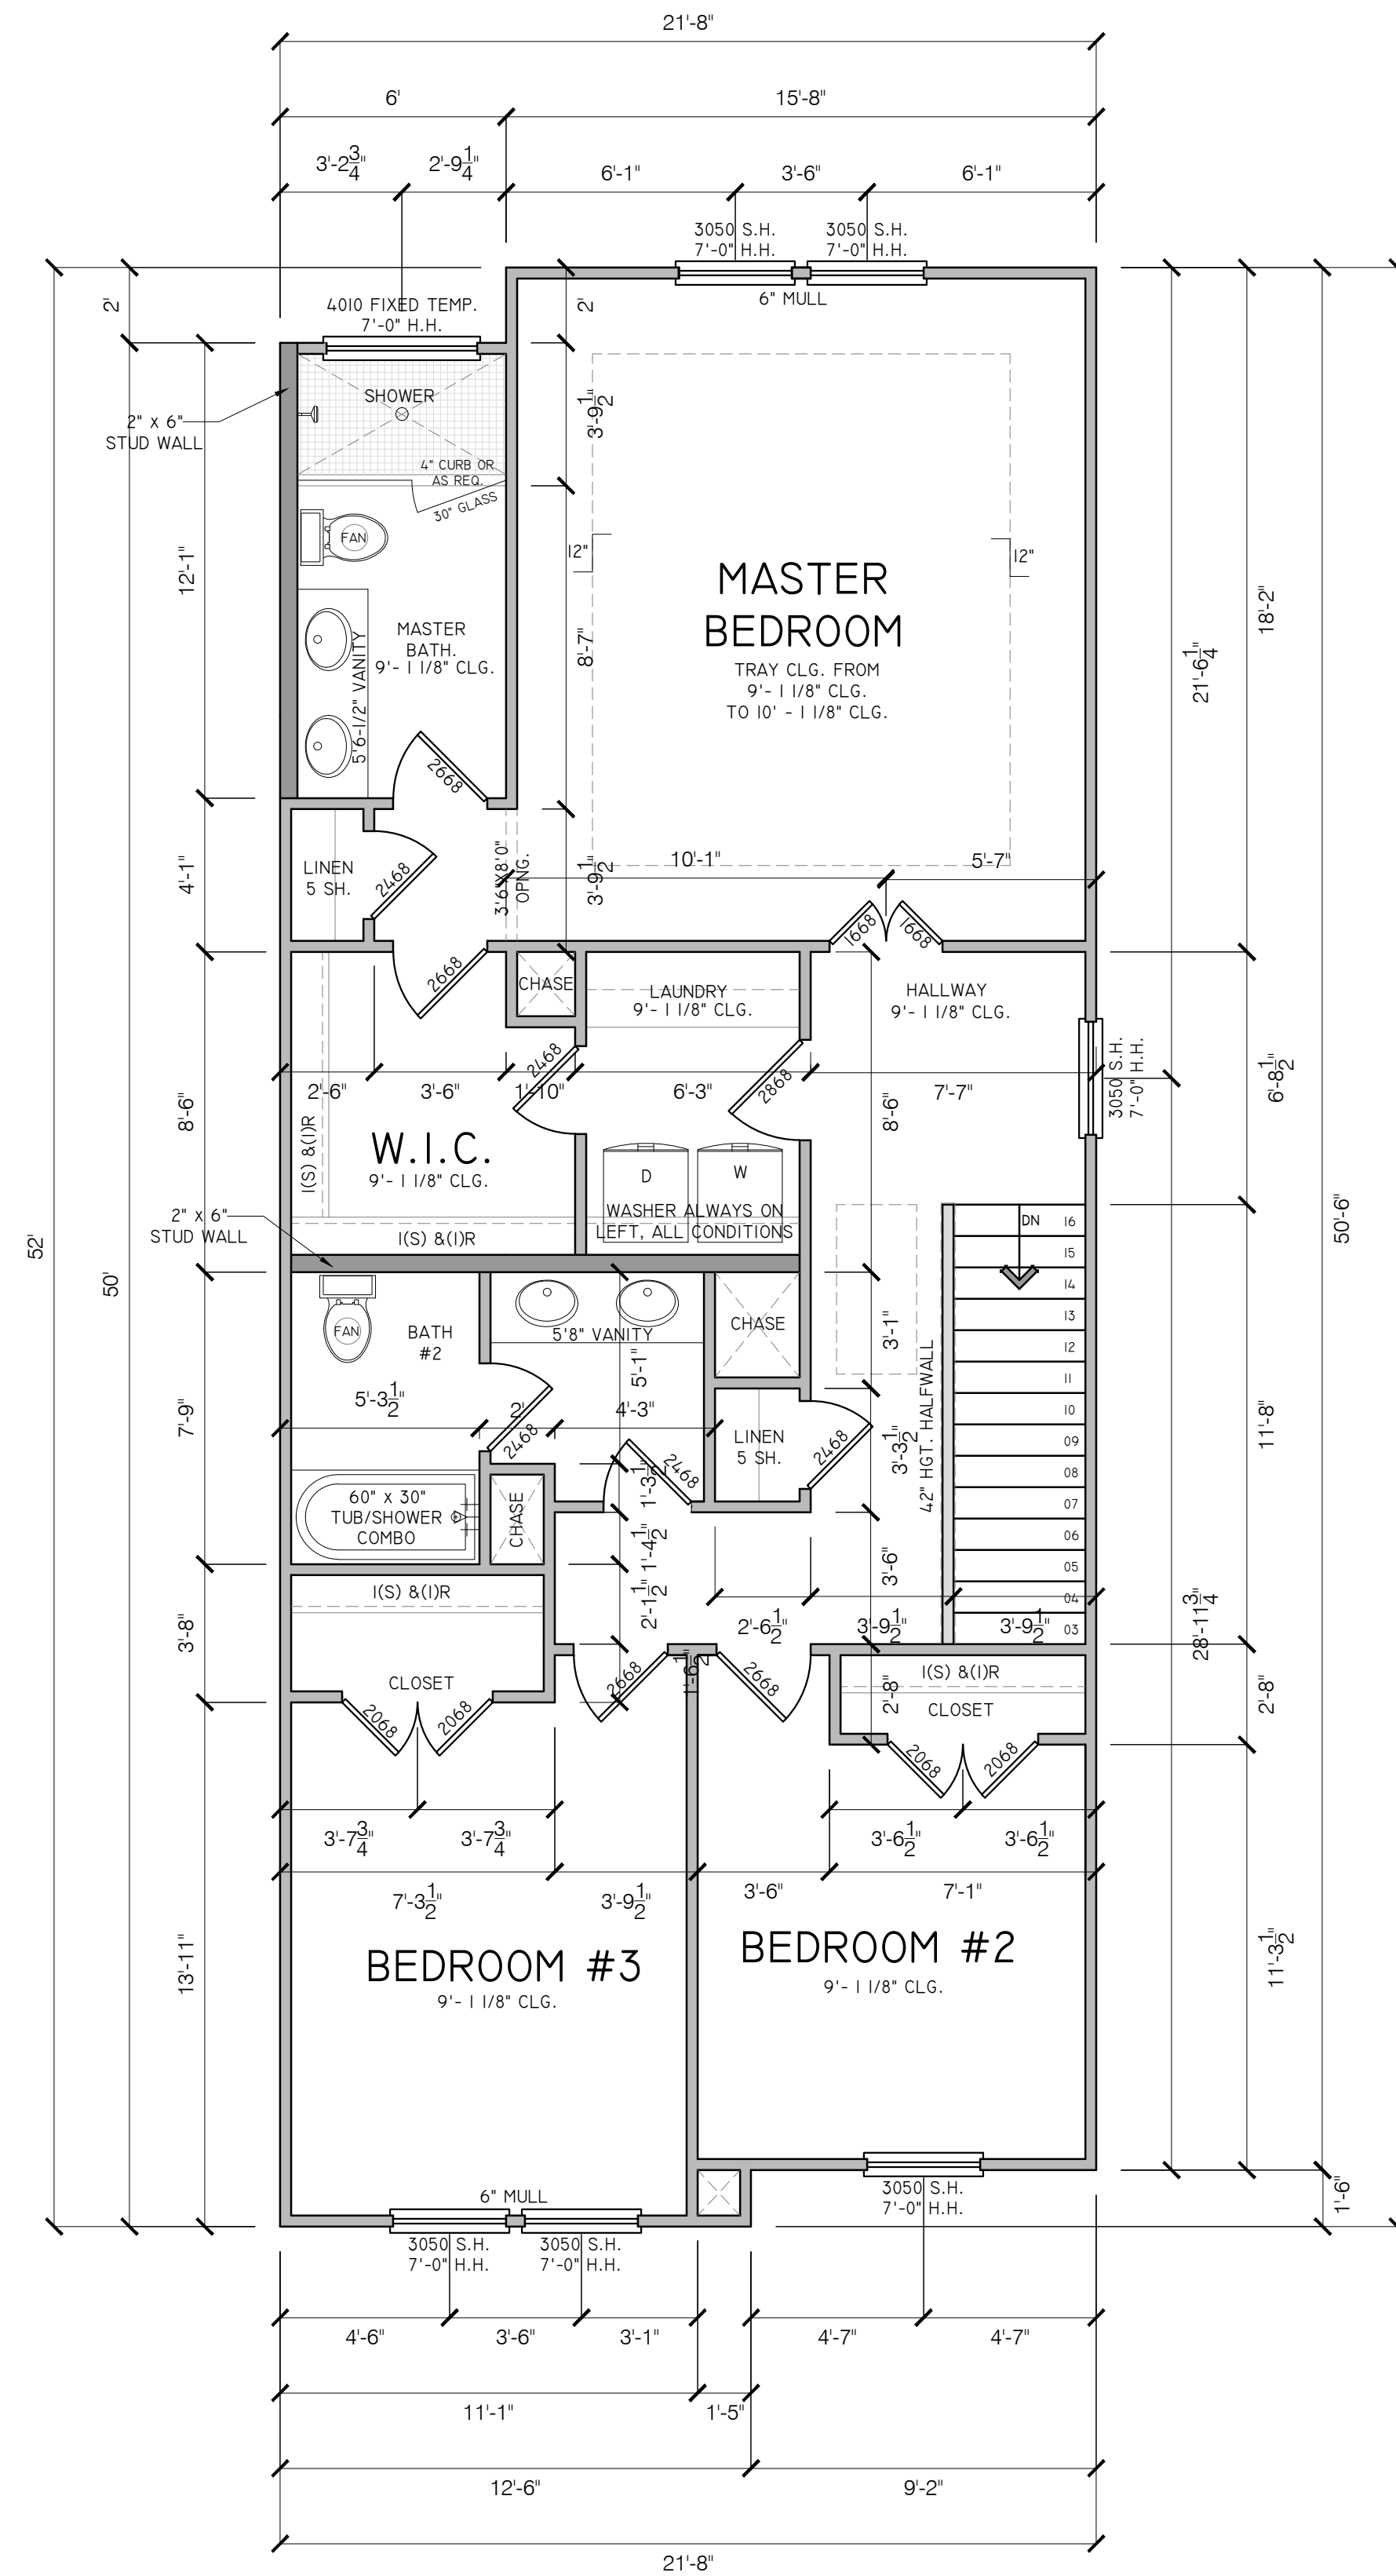 21'-8"
6' 15'-8"
3'-2 3/4" 2'-9 1/4" 6'-1" 3'-6" 6'-1"
3050 S.H. 3050 S.H.
7'-0" H.H. 7'-0" H.H.
6" MULL
4010 FIXED TEMP.
7'-0" H.H.
2'
2'
SHOWER
3'-9 1/2"
2" X 6"
STUD WALL
4" CURB OR
AS REQ.
30" GLASS
FAN
12" 12"
12'-1"
MASTER
BEDROOM
TRAY CLG. FROM
9'- 1 1/8" CLG.
TO 10' - 1 1/8" CLG.
MASTER
BATH.
9'- 1 1/8" CLG.
5'6-1/2" VANITY
8'-7"
18'-2"
21'-6 1/4"
2668
LINEN
5 SH.
2468
4'-1"
3'6"X8'0"
OPNG.
3'-9 1/2"
10'-1" 5'-7"
1668 1668
2668
CHASE
LAUNDRY
9'- 1 1/8" CLG.
HALLWAY
9'- 1 1/8" CLG.
3050 S.H.
7'-0" H.H.
6'-8 1/2"
2468
2868
2'-6" 3'-6" 1'-10" 6'-3" 7'-7"
8'-6"
8'-6"
1(S) &(1)R
W.I.C.
9'- 1 1/8" CLG.
D W
WASHER ALWAYS ON
LEFT, ALL CONDITIONS
1(S) &(1)R
2" X 6"
STUD WALL
52'
50'
50'-6"
DN
16
15
14
13
12
11
10
09
08
07
06
05
04
03
FAN
BATH
#2
5'8" VANITY
CHASE
3'-1"
5'-1"
42" HGT. HALFWALL
11'-8"
7'-9"
5'-3 1/2" 2' 4'-3"
2468
2468
LINEN
5 SH.
2468
3'-3 1/2"
60" X 30"
TUB/SHOWER
COMBO
CHASE
1'-3 1/2"
1'-4 1/2"
2'-1 1/2"
3'-6"
2'-6 1/2" 3'-9 1/2" 3'-9 1/2"
28'-11 3/4"
1(S) &(1)R
3'-8"
CLOSET
2068 2068
2668
1'-6 1/2"
2668
1(S) &(1)R
CLOSET
2'-8"
2'-8"
2068 2068
3'-7 3/4" 3'-7 3/4" 3'-6 1/2" 3'-6 1/2"
7'-3 1/2" 3'-9 1/2" 3'-6" 7'-1"
BEDROOM #3
9'- 1 1/8" CLG.
BEDROOM #2
9'- 1 1/8" CLG.
13'-11"
11'-3 1/2"
6" MULL
3050 S.H. 3050 S.H.
7'-0" H.H. 7'-0" H.H.
3050 S.H.
7'-0" H.H.
1'-6"
4'-6" 3'-6" 3'-1" 4'-7" 4'-7"
11'-1" 1'-5"
12'-6" 9'-2"
21'-8"